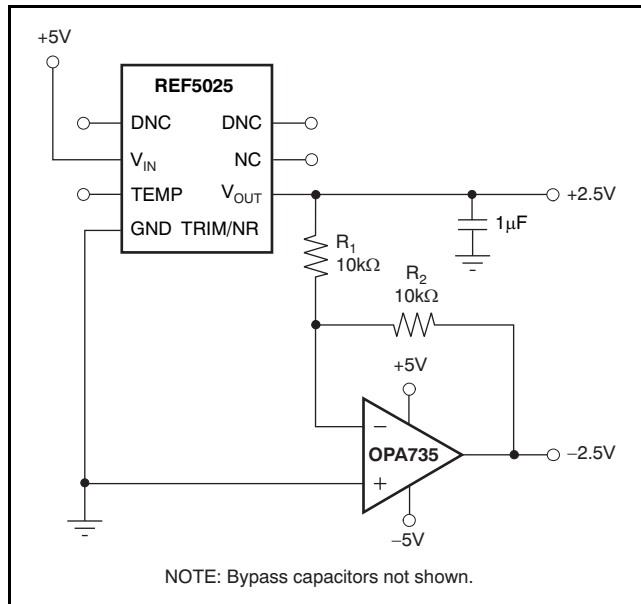 +5V
REF5025
DNC DNC
V_IN NC
TEMP V_OUT +2.5V
GND TRIM/NR
1μF
R_1
10kΩ
R_2
10kΩ
+5V
−
OPA735
+
−2.5V
−5V
NOTE: Bypass capacitors not shown.